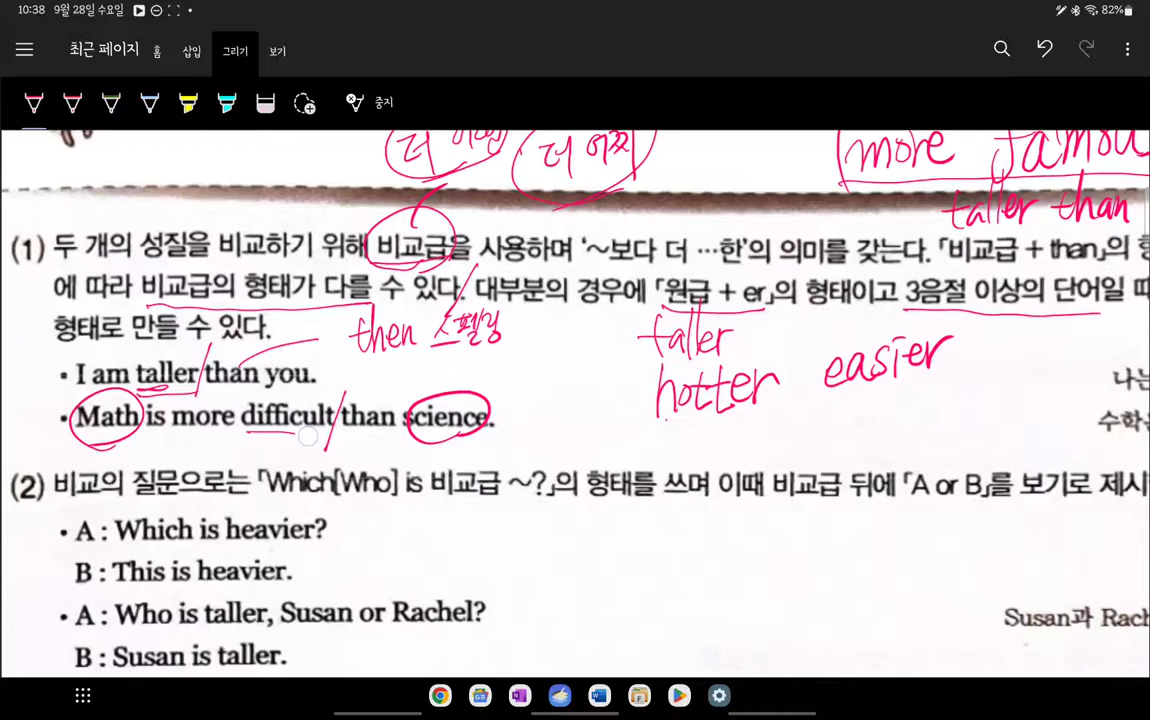 10:38 9월 28일 수요일
82%
최근 페이지 홈 삽입 그리기 보기
중지
더 더 어찌
more famou
taller than
(1) 두 개의 성질을 비교하기 위해 비교급을 사용하며 '~보다 더 …한'의 의미를 갖는다. 「비교급 + than」의 형
에 따라 비교급의 형태가 다를 수 있다. 대부분의 경우에 「원급 + er」의 형태이고 3음절 이상의 단어일 때
형태로 만들 수 있다.
then 스펠링
taller
hotter easier
• I am taller than you.
나는
• Math is more difficult than science.
수학은
(2) 비교의 질문으로는 「Which[Who] is 비교급 ~?」의 형태를 쓰며 이때 비교급 뒤에 「A or B」를 보기로 제시
• A : Which is heavier?
B : This is heavier.
• A : Who is taller, Susan or Rachel?
Susan과 Rach
B : Susan is taller.